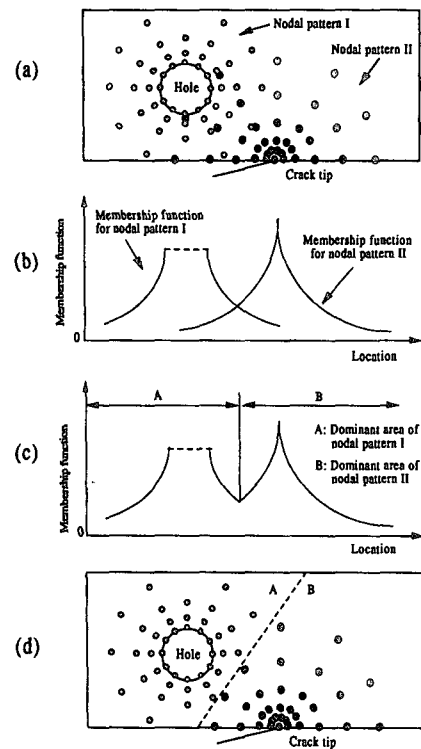 (a)
Nodal pattern I
Nodal pattern II
Hole
Crack tip
(b)
Membership function
Membership function
for nodal pattern I
Membership function
for nodal pattern II
0
Location
(c)
Membership function
A
B
A: Dominant area of
nodal pattern I
B: Dominant area of
nodal pattern II
0
Location
(d)
A
B
Hole
Crack tip